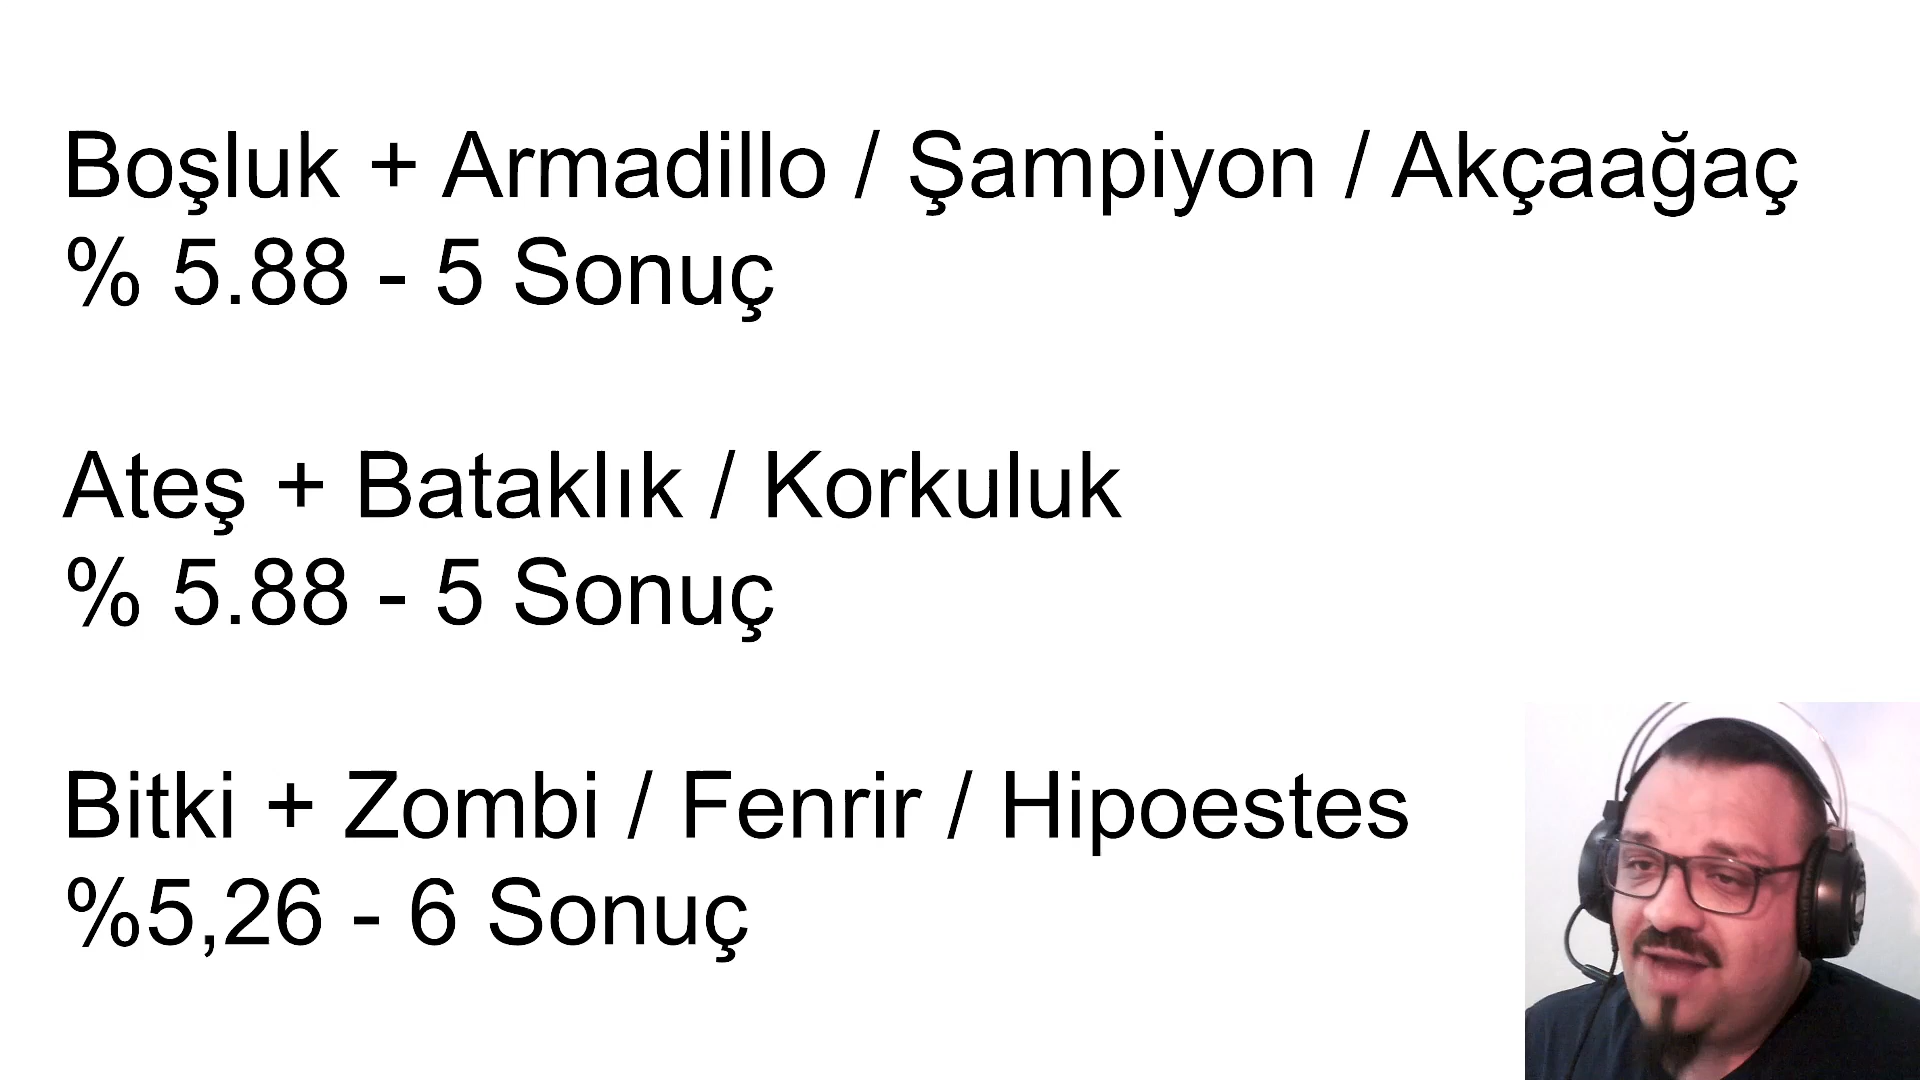 Boşluk + Armadillo / Şampiyon / Akçaağaç
% 5.88 - 5 Sonuç
Ateş + Bataklık / Korkuluk
% 5.88 - 5 Sonuç
Bitki + Zombi / Fenrir / Hipoestes
%5,26 - 6 Sonuç